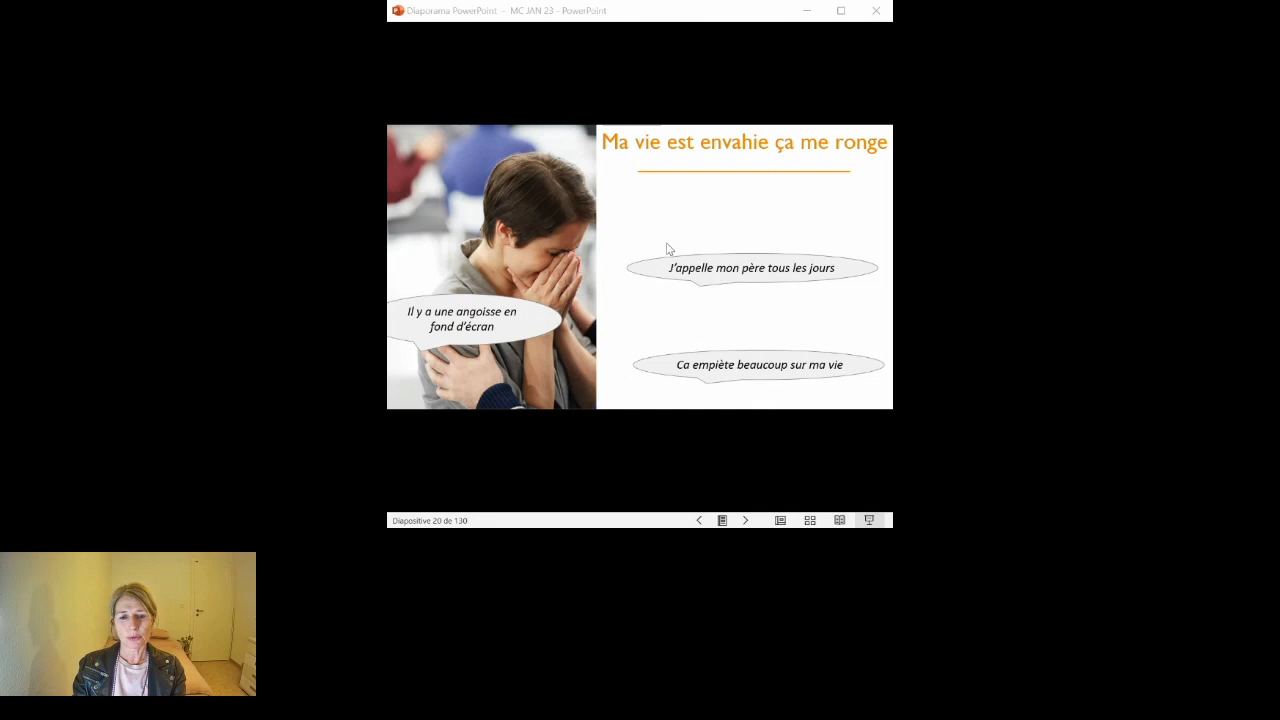 Diaporama PowerPoint - MC JAN 23 - PowerPoint
Ma vie est envahie ça me ronge
J'appelle mon père tous les jours
Il y a une angoisse en
fond d'écran
Ca empiète beaucoup sur ma vie
Diapositive 20 de 130